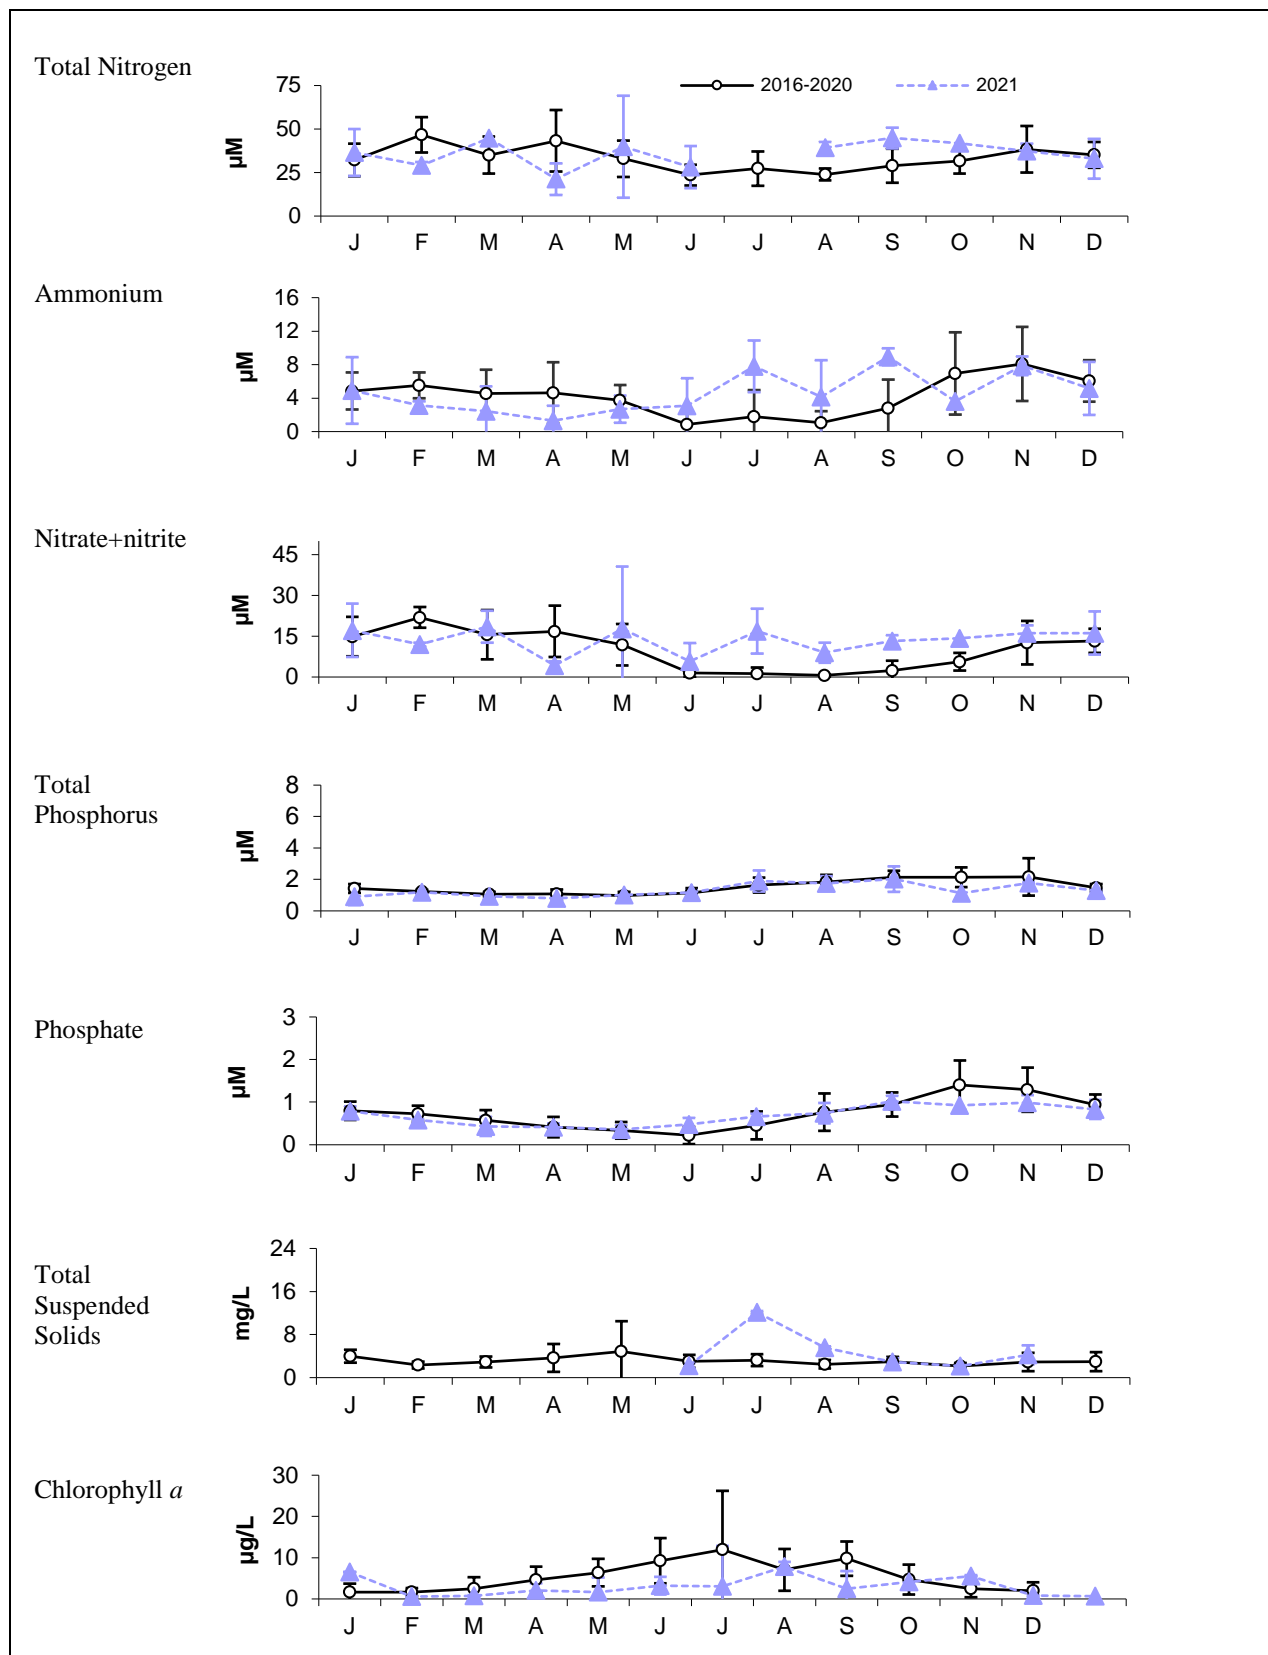 Total Nitrogen
2016-2020
2021
75
50
25
0
µM
J F M A M J J A S O N D
Ammonium
16
12
8
4
0
µM
J F M A M J J A S O N D
Nitrate+nitrite
45
30
15
0
µM
J F M A M J J A S O N D
Total
Phosphorus
8
6
4
2
0
µM
J F M A M J J A S O N D
Phosphate
3
2
1
0
µM
J F M A M J J A S O N D
Total
Suspended
Solids
24
16
8
0
mg/L
J F M A M J J A S O N D
Chlorophyll a
30
20
10
0
µg/L
J F M A M J J A S O N D